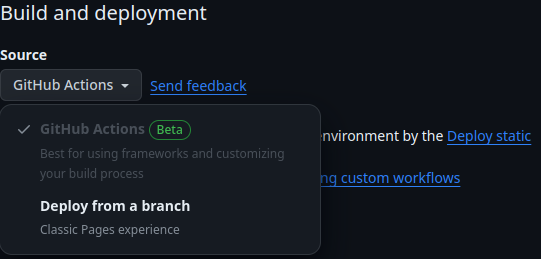 Build and deployment
Source
GitHub Actions Send feedback
GitHub Actions Beta
Best for using frameworks and customizing
your build process
environment by the Deploy static
Deploy from a branch
Classic Pages experience
custom workflows